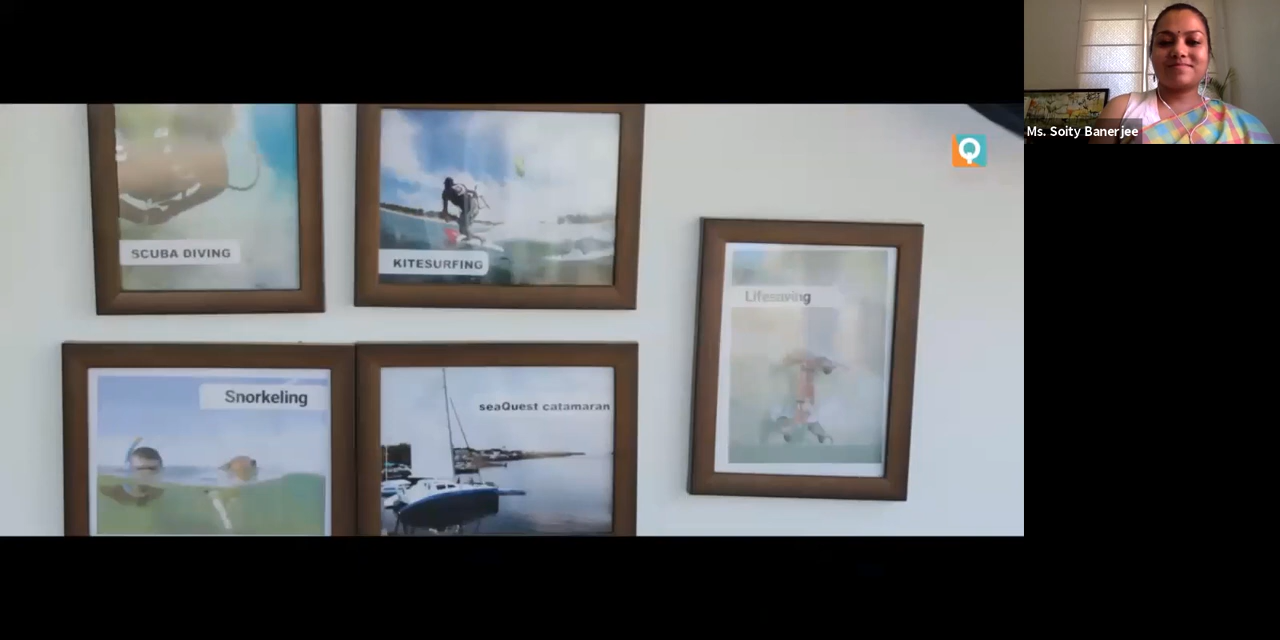 SCUBA DIVING
KITESURFING
Lifesaving
Snorkeling
seaQuest catamaran
Ms. Soity Banerjee
Q